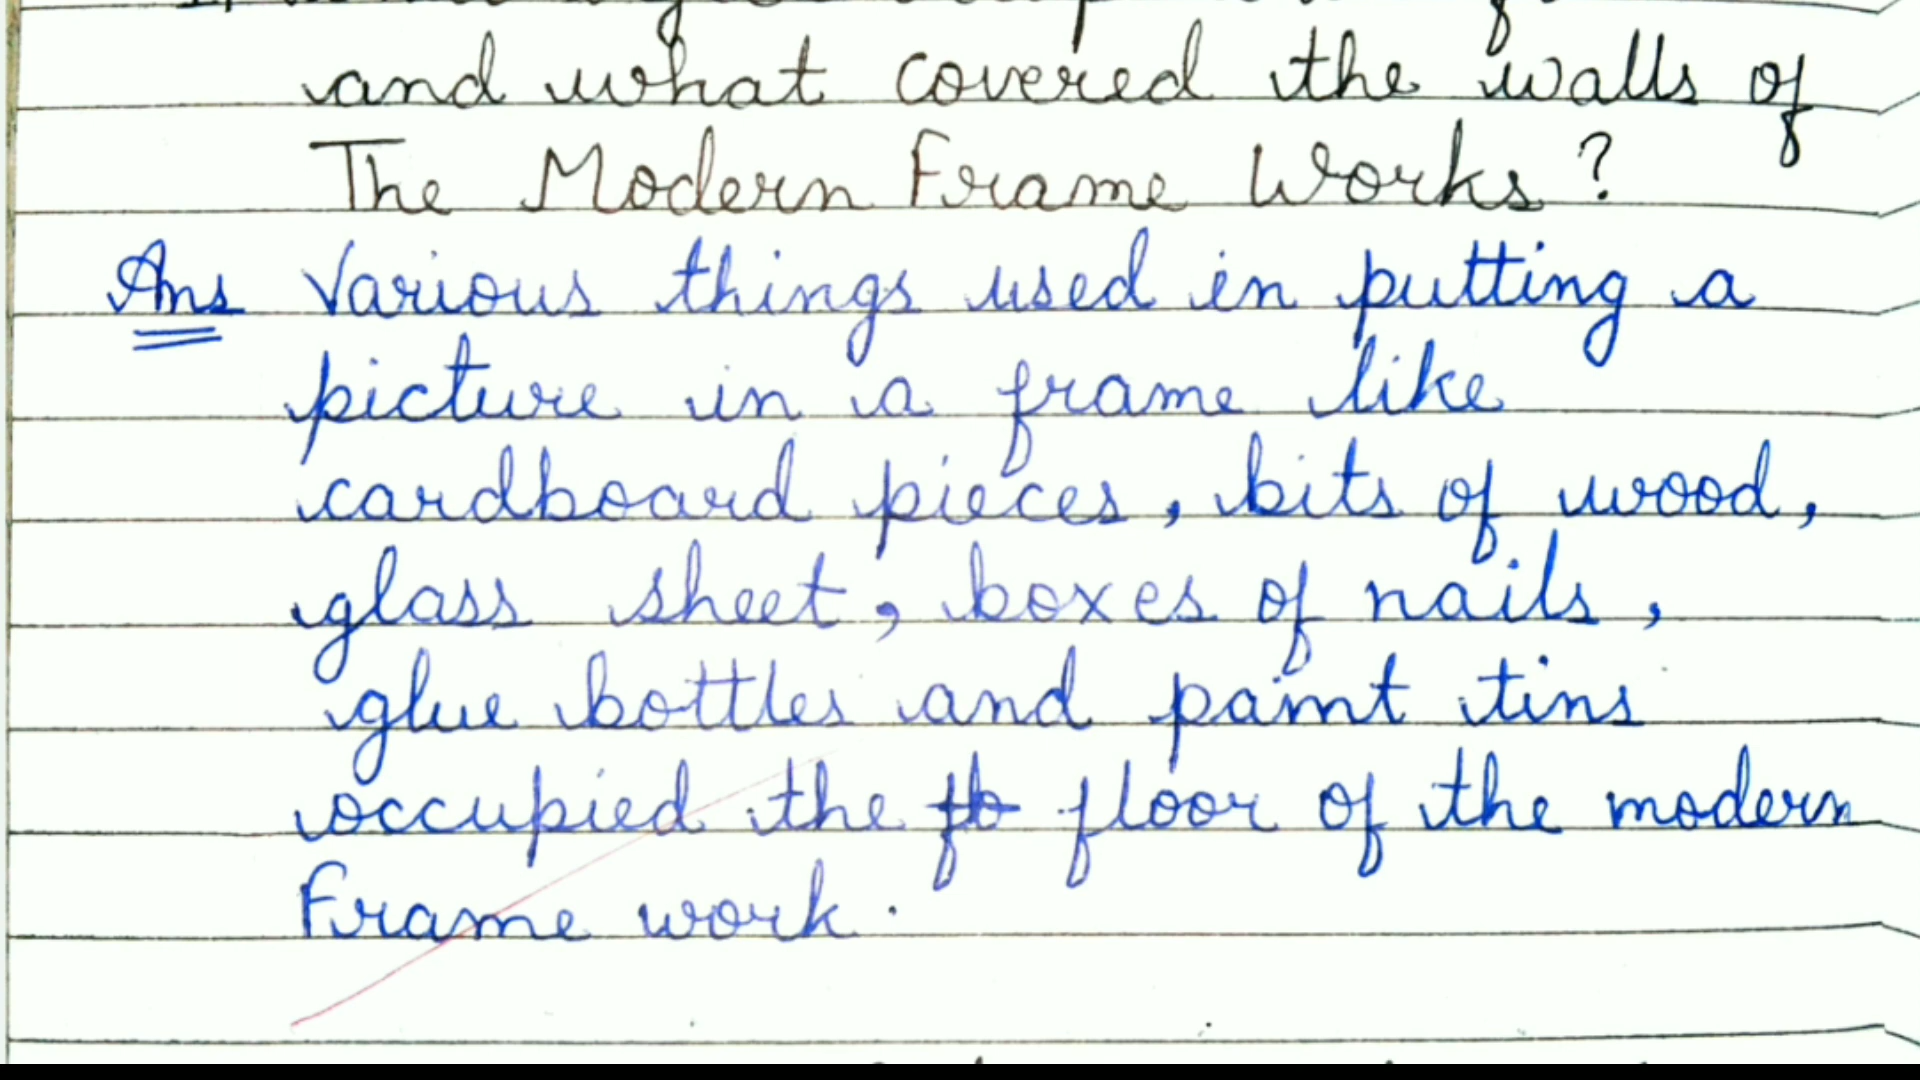 and what covered the walls of
The Modern Frame Works?
Ans Various things used in putting a
picture in a frame like
cardboard pieces, bits of wood,
glass sheet, boxes of nails,
glue bottles and paint tins
occupied the floor of the modern
Frame work.